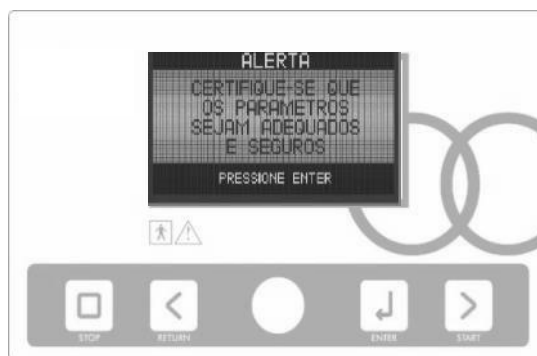 ALERTA
CERTIFIQUE-SE QUE
OS PARAMETROS
SEJAM ADEQUADOS
E SEGUROS
PRESSIONE ENTER
STOP
RETURN
ENTER
START